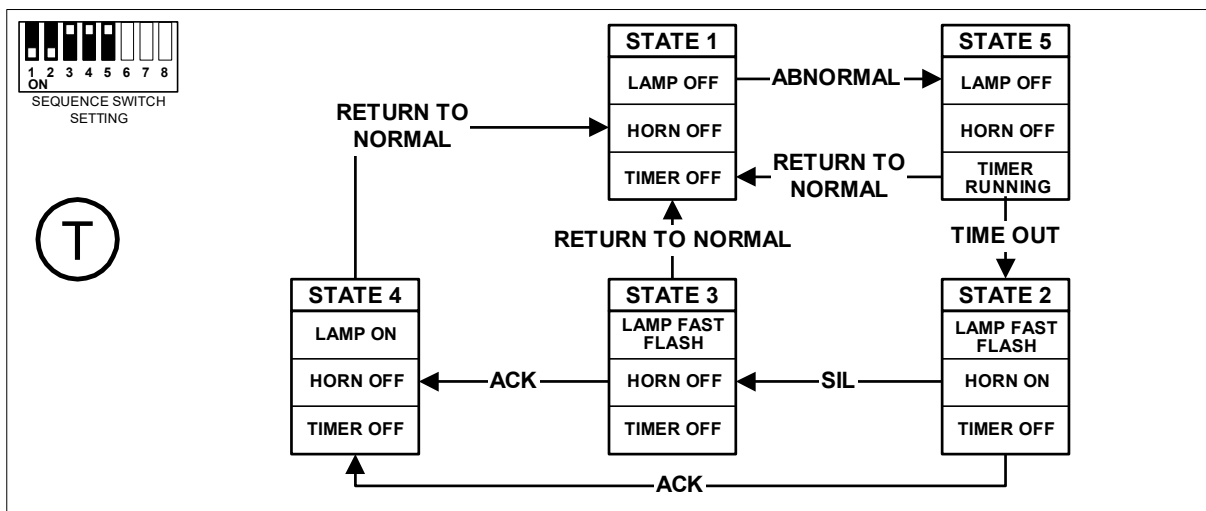 1 2 3 4 5 6 7 8
ON
SEQUENCE SWITCH
SETTING
T
STATE 1
LAMP OFF
HORN OFF
TIMER OFF
ABNORMAL
STATE 5
LAMP OFF
HORN OFF
TIMER
RUNNING
RETURN TO
NORMAL
RETURN TO
NORMAL
RETURN TO NORMAL
TIME OUT
STATE 4
LAMP ON
HORN OFF
TIMER OFF
ACK
STATE 3
LAMP FAST
FLASH
HORN OFF
TIMER OFF
SIL
STATE 2
LAMP FAST
FLASH
HORN ON
TIMER OFF
ACK